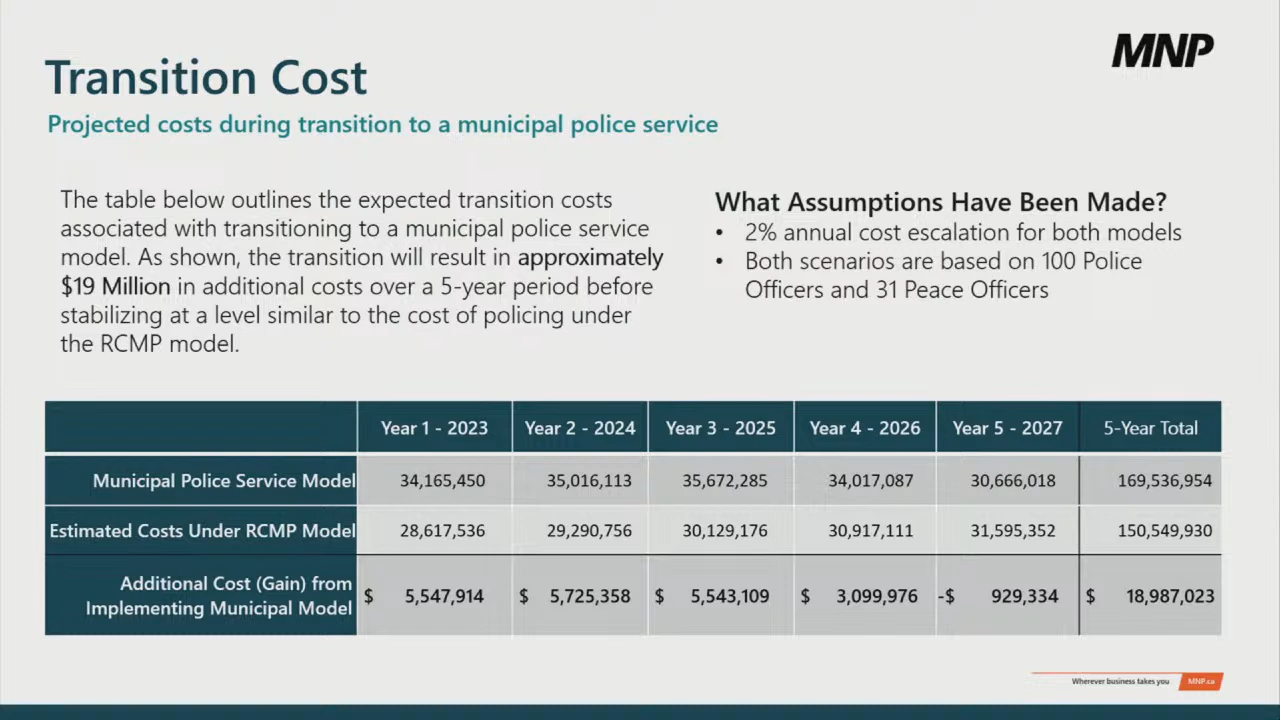 MNP
Transition Cost
Projected costs during transition to a municipal police service
The table below outlines the expected transition costs
associated with transitioning to a municipal police service
model. As shown, the transition will result in approximately
$19 Million in additional costs over a 5-year period before
stabilizing at a level similar to the cost of policing under
the RCMP model.
What Assumptions Have Been Made?
• 2% annual cost escalation for both models
• Both scenarios are based on 100 Police
Officers and 31 Peace Officers
Year 1 - 2023 Year 2 - 2024 Year 3 - 2025 Year 4 - 2026 Year 5 - 2027 5-Year Total
Municipal Police Service Model 34,165,450 35,016,113 35,672,285 34,017,087 30,666,018 169,536,954
Estimated Costs Under RCMP Model 28,617,536 29,290,756 30,129,176 30,917,111 31,595,352 150,549,930
Additional Cost (Gain) from
Implementing Municipal Model $ 5,547,914 $ 5,725,358 $ 5,543,109 $ 3,099,976 -$ 929,334 $ 18,987,023
Wherever business takes you MNP.ca